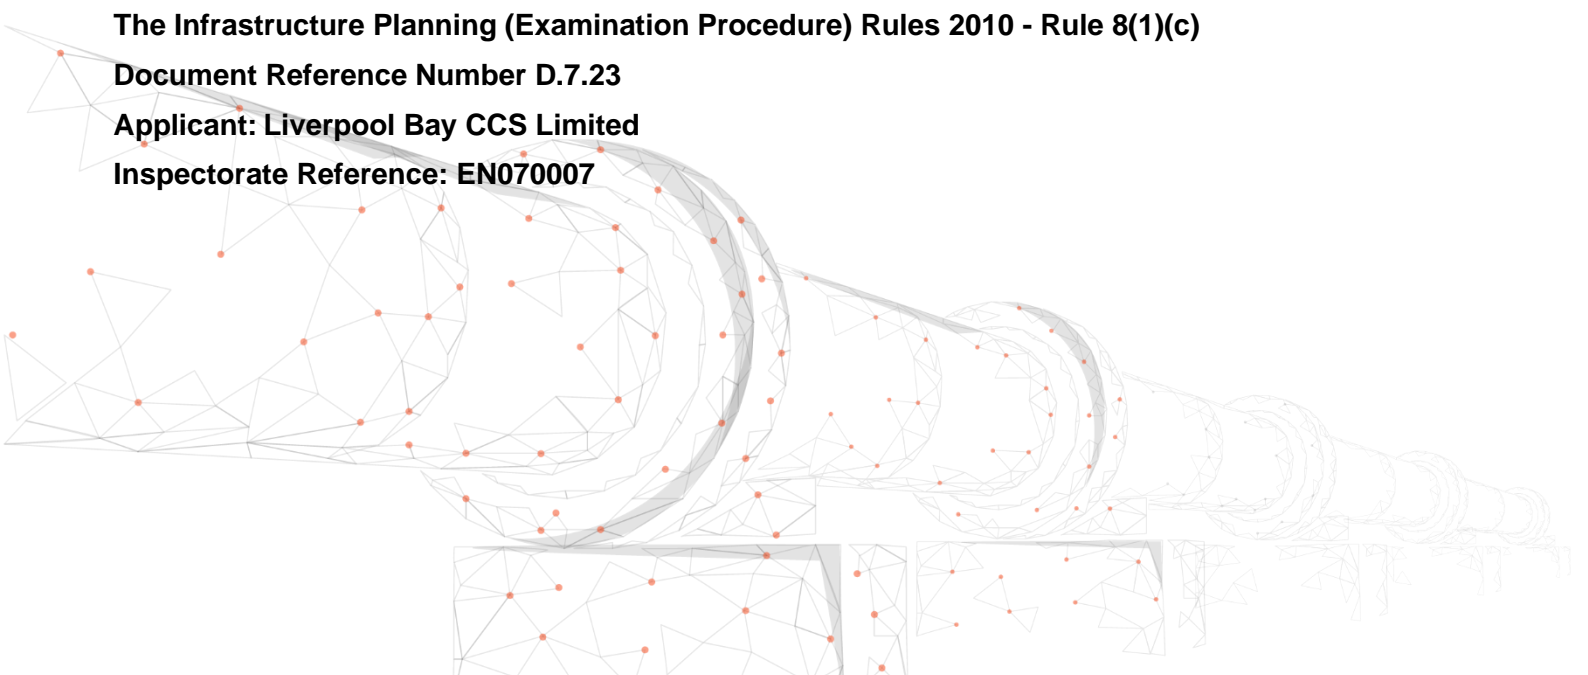 The Infrastructure Planning (Examination Procedure) Rules 2010 - Rule 8(1)(c)
Document Reference Number D.7.23
Applicant: Liverpool Bay CCS Limited
Inspectorate Reference: EN070007